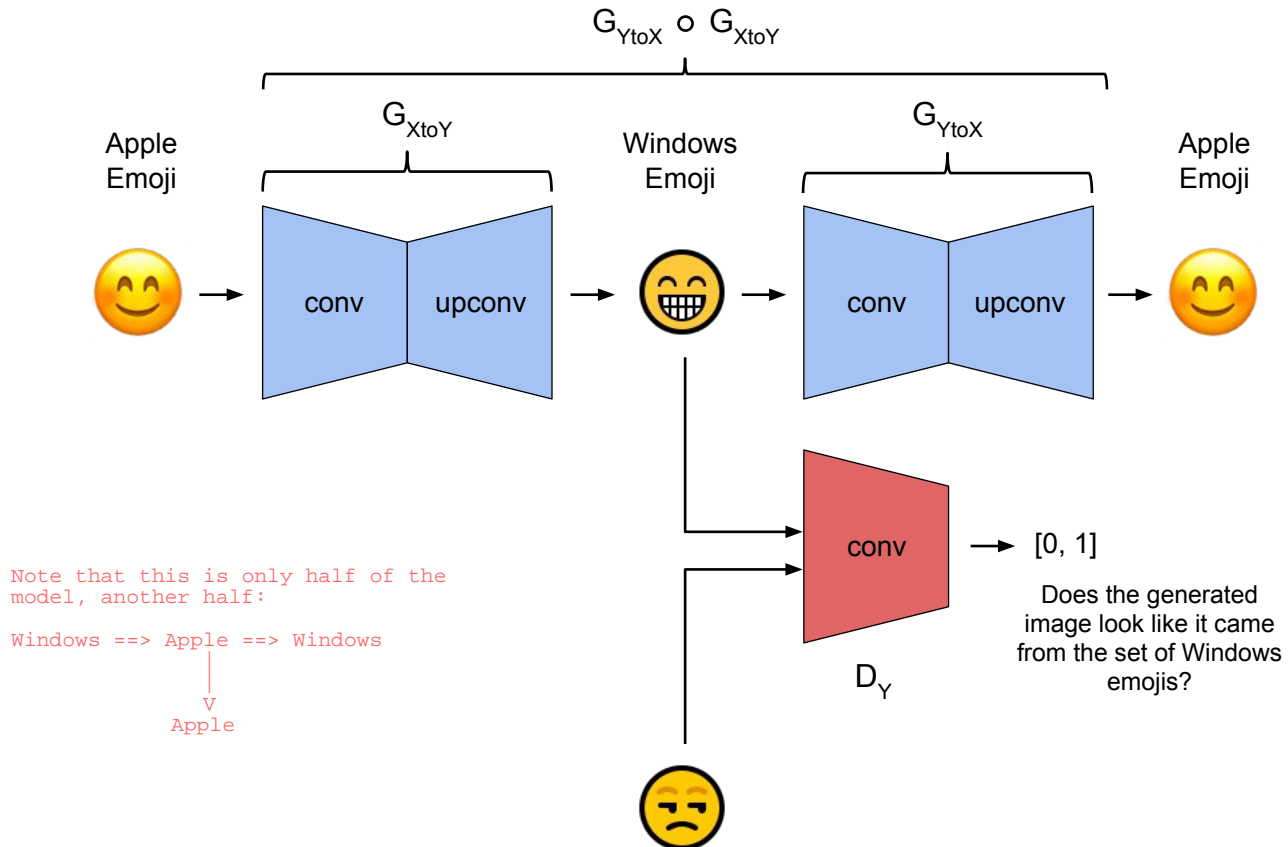 G_YtoX ∘ G_XtoY
G_XtoY
G_YtoX
Apple
Emoji
Windows
Emoji
Apple
Emoji
conv
upconv
conv
upconv
conv
[0, 1]
D_Y
Does the generated
image look like it came
from the set of Windows
emojis?
Note that this is only half of the
model, another half:
Windows ==> Apple ==> Windows
V
Apple